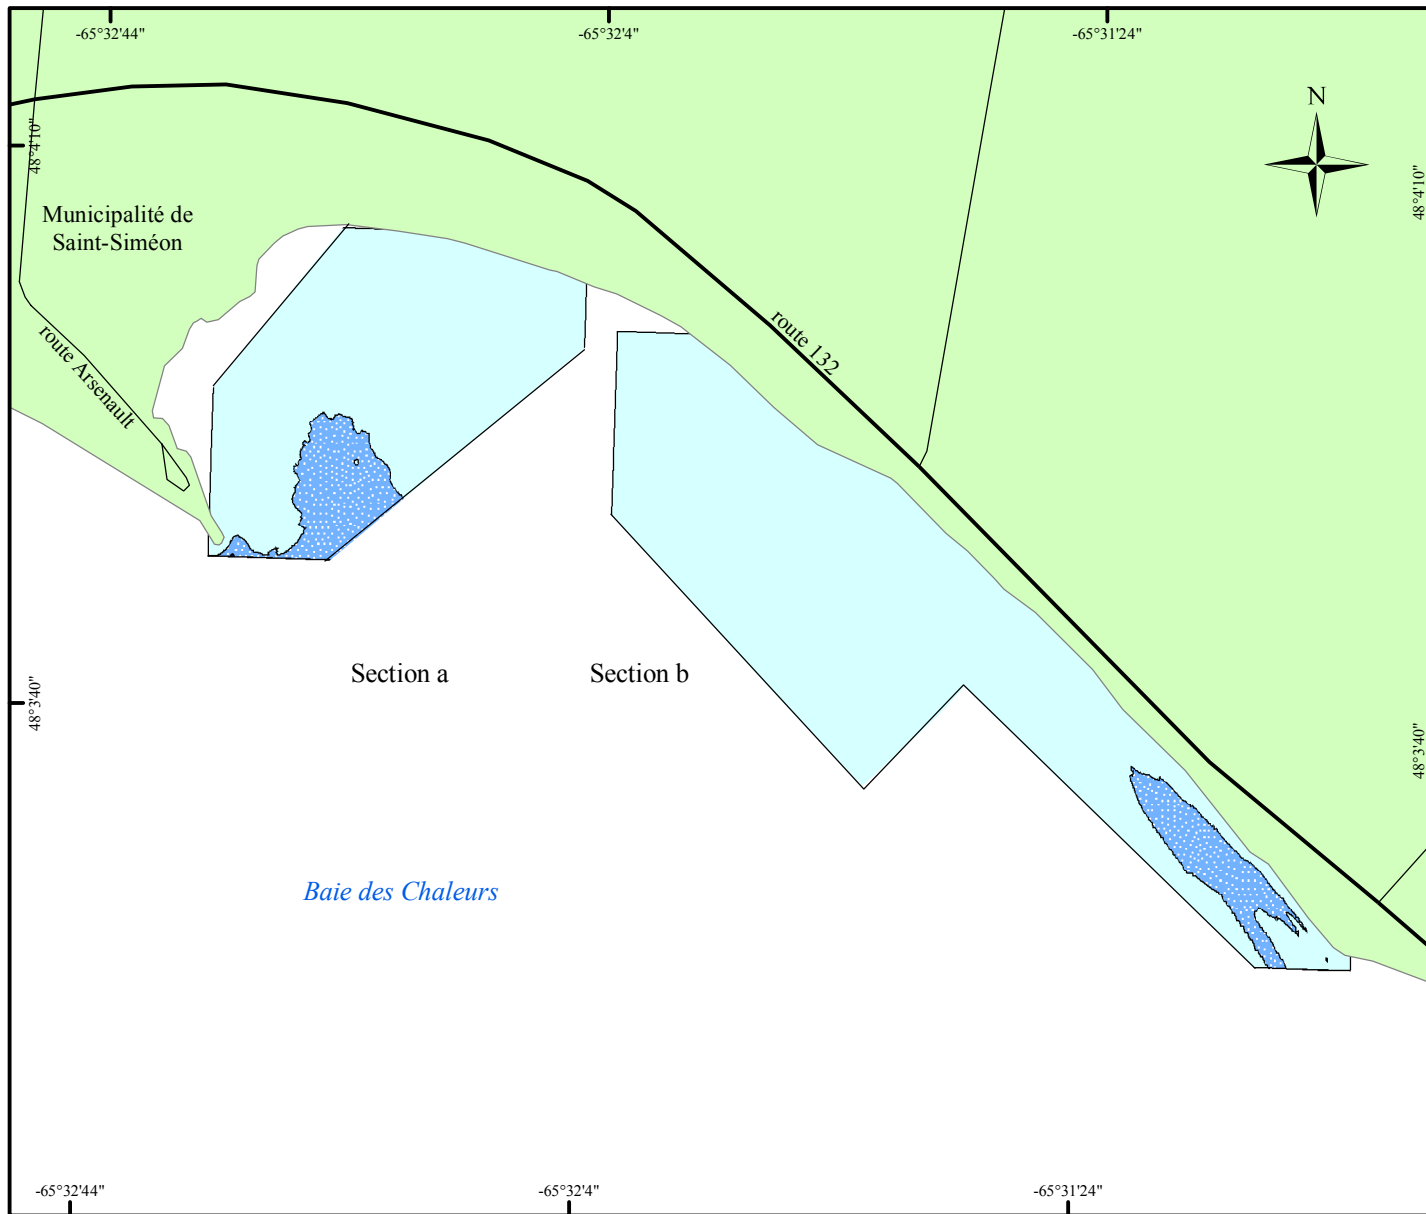 -65°32'44"
-65°32'4"
-65°31'24"
N
48°4'10"
48°4'10"
Municipalité de
Saint-Siméon
route Arsenault
route 132
Section a
Section b
48°3'40"
48°3'40"
Baie des Chaleurs
-65°32'44"
-65°32'4"
-65°31'24"